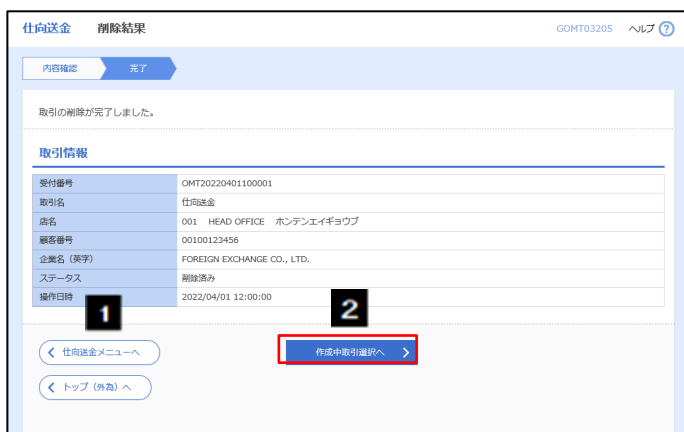 仕向送金 削除結果 GOMT03205 ヘルプ ?
内容確認 完了
取引の削除が完了しました。
取引情報
受付番号 OMT20220401100001
取引名 仕向送金
店名 001 HEAD OFFICE ホンテンエイギョウブ
顧客番号 00100123456
企業名（英字） FOREIGN EXCHANGE CO., LTD.
ステータス 削除済み
操作日時 2022/04/01 12:00:00
1 2
仕向送金メニューへ 作成中取引選択へ
トップ（外為）へ